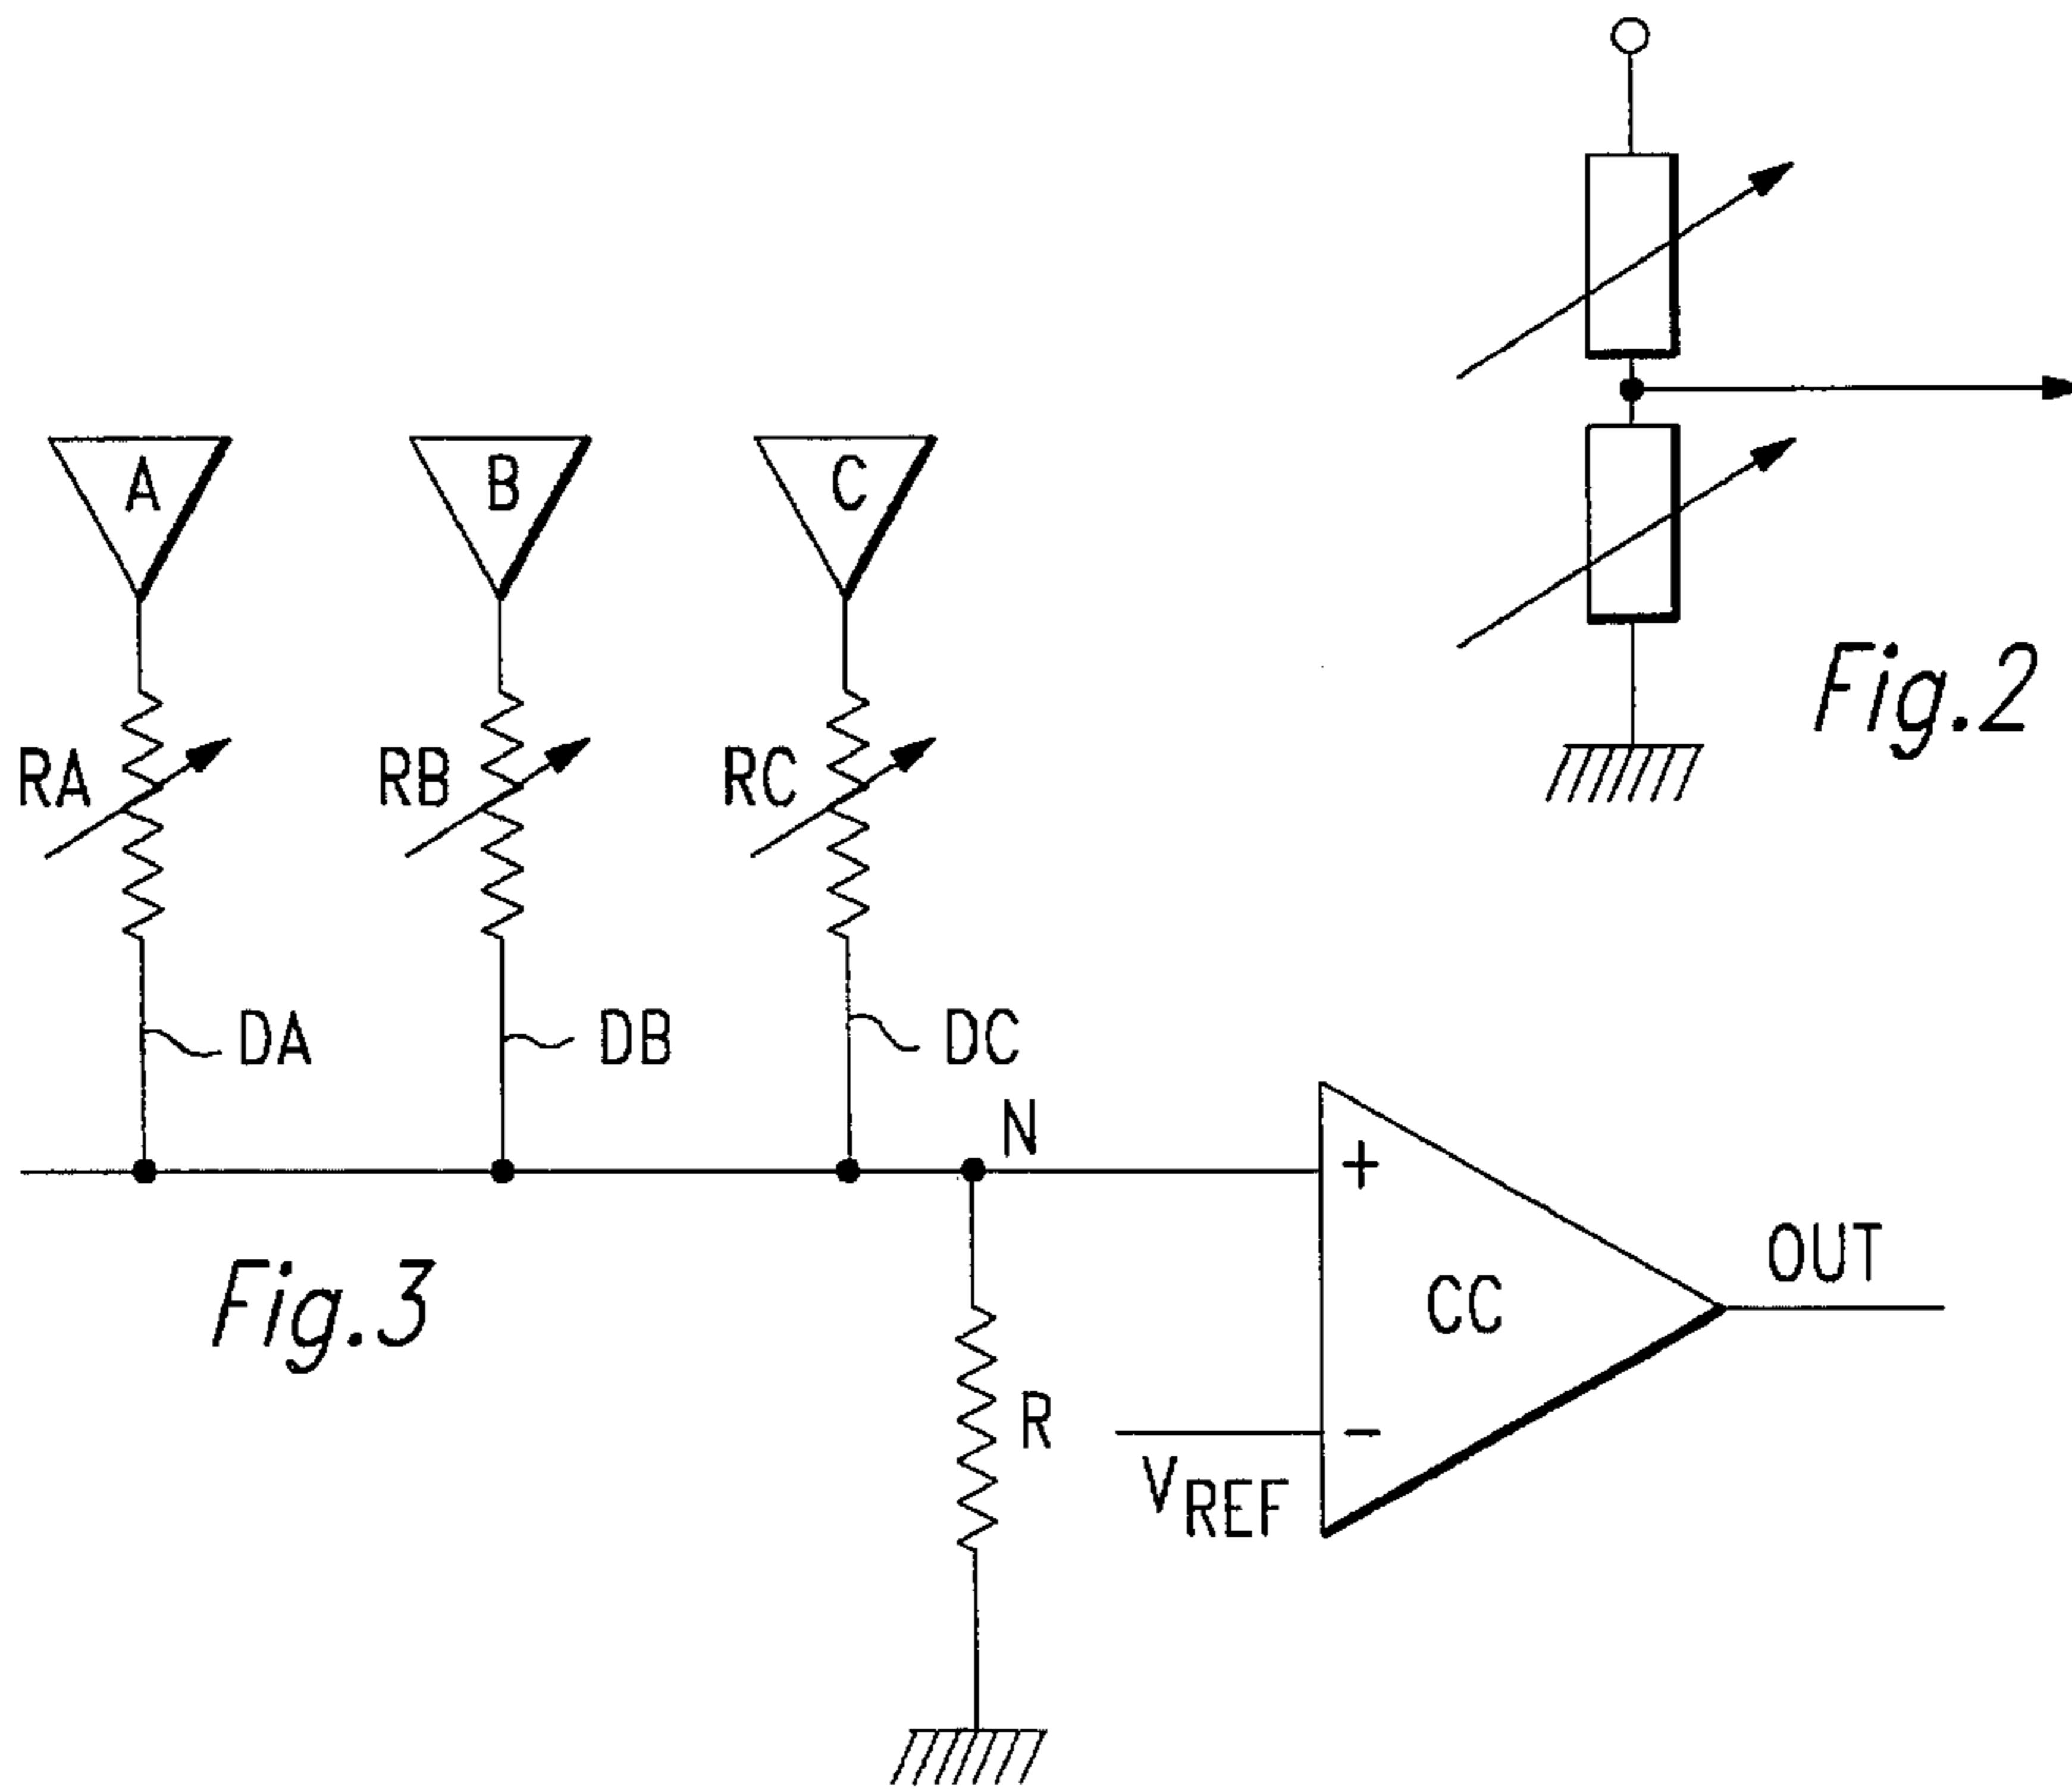 A B C
RA RB RC
Fig.2
DA DB DC
N
+
OUT
CC
Fig.3
R
-
VREF